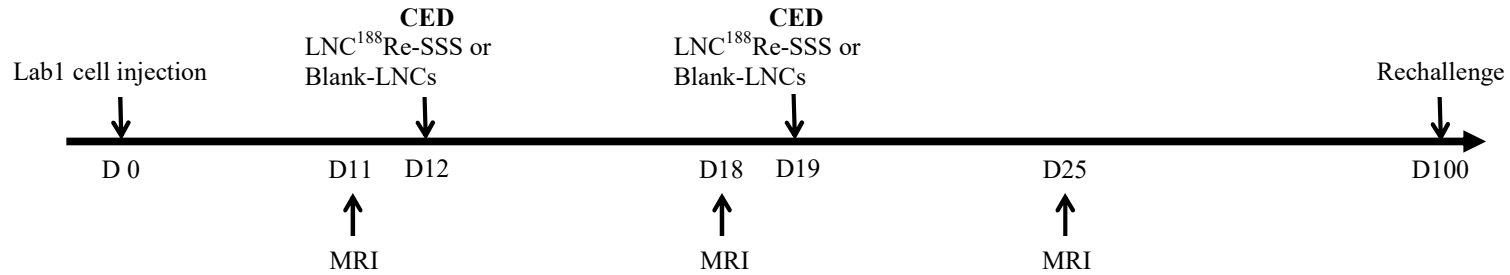 CED
LNC188Re-SSS or
Blank-LNCs
CED
LNC188Re-SSS or
Blank-LNCs
Lab1 cell injection
Rechallenge
D 0
D11
D12
D18
D19
D25
D100
MRI
MRI
MRI